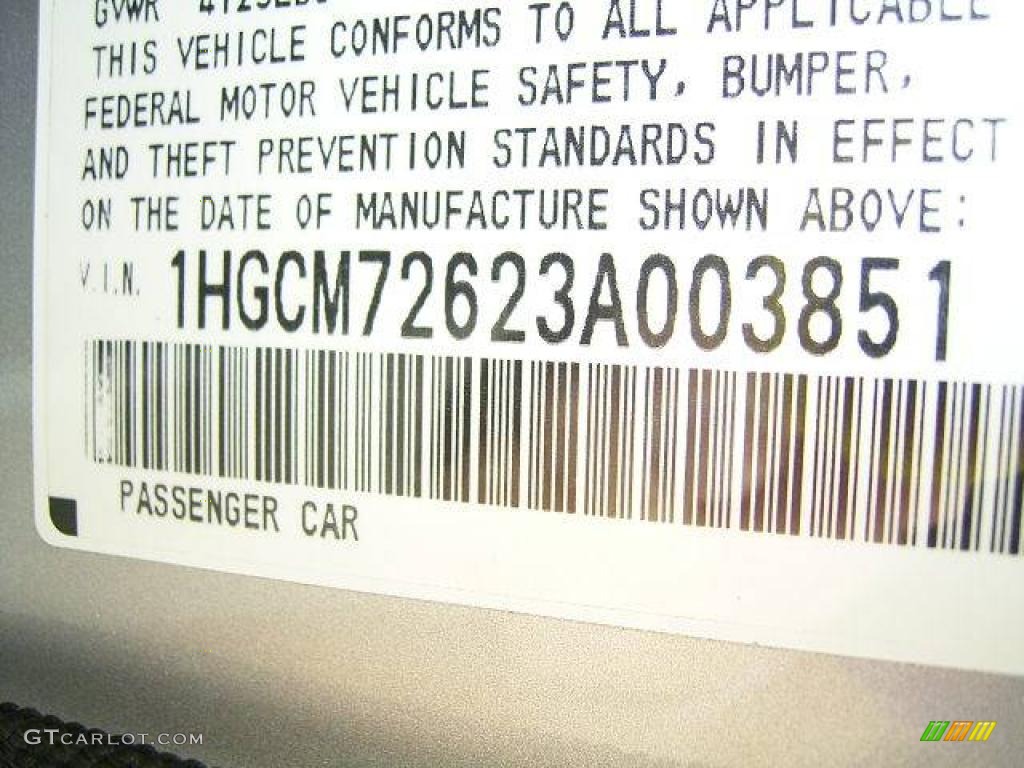 GVWR
THIS VEHICLE CONFORMS TO ALL APPLICABLE
FEDERAL MOTOR VEHICLE SAFETY, BUMPER,
AND THEFT PREVENTION STANDARDS IN EFFECT
ON THE DATE OF MANUFACTURE SHOWN ABOVE:
V.I.N. 1HGCM72623A003851
PASSENGER CAR
GTCARLOT.COM